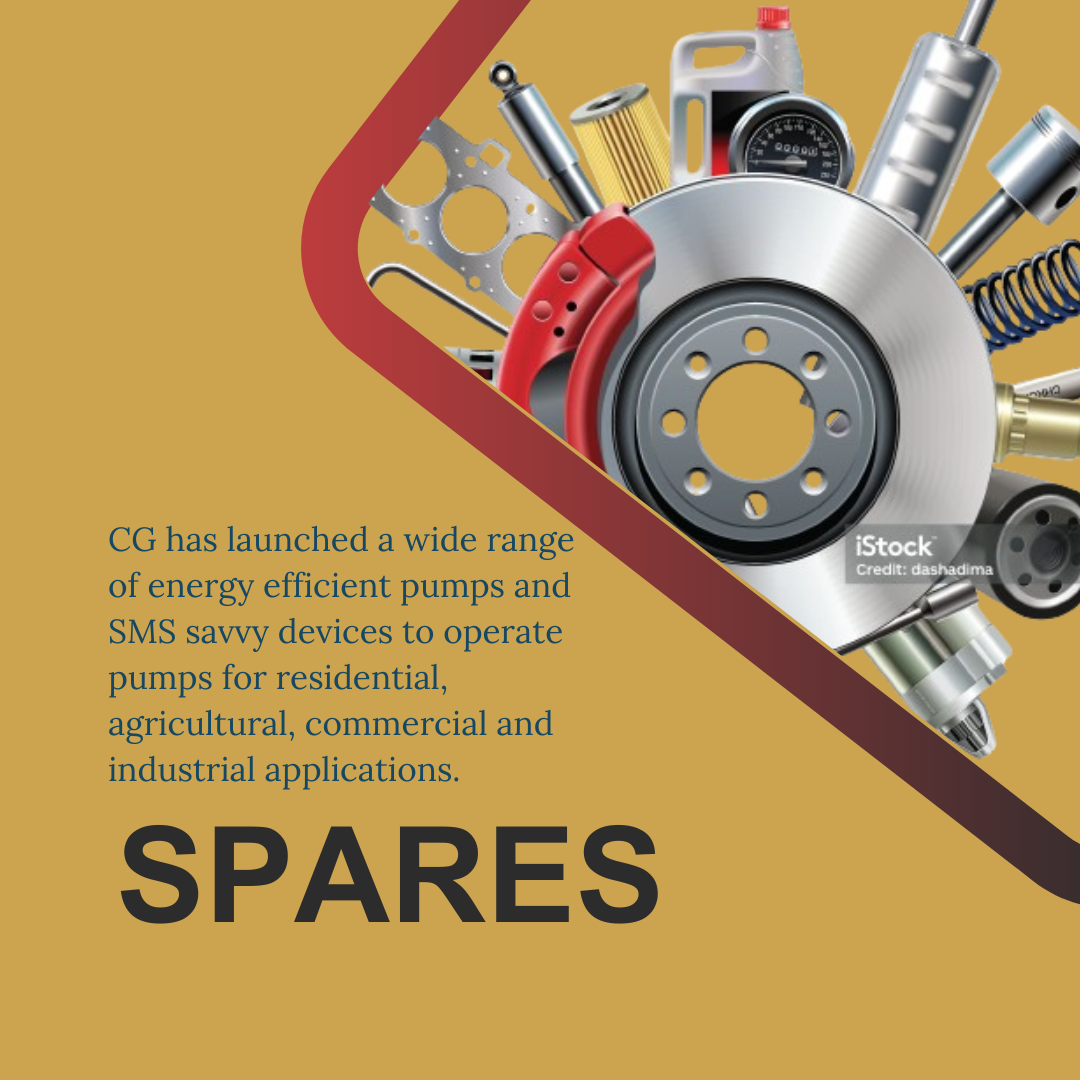 iStock
Credit: dashadima
CG has launched a wide range
of energy efficient pumps and
SMS savvy devices to operate
pumps for residential,
agricultural, commercial and
industrial applications.
SPARES